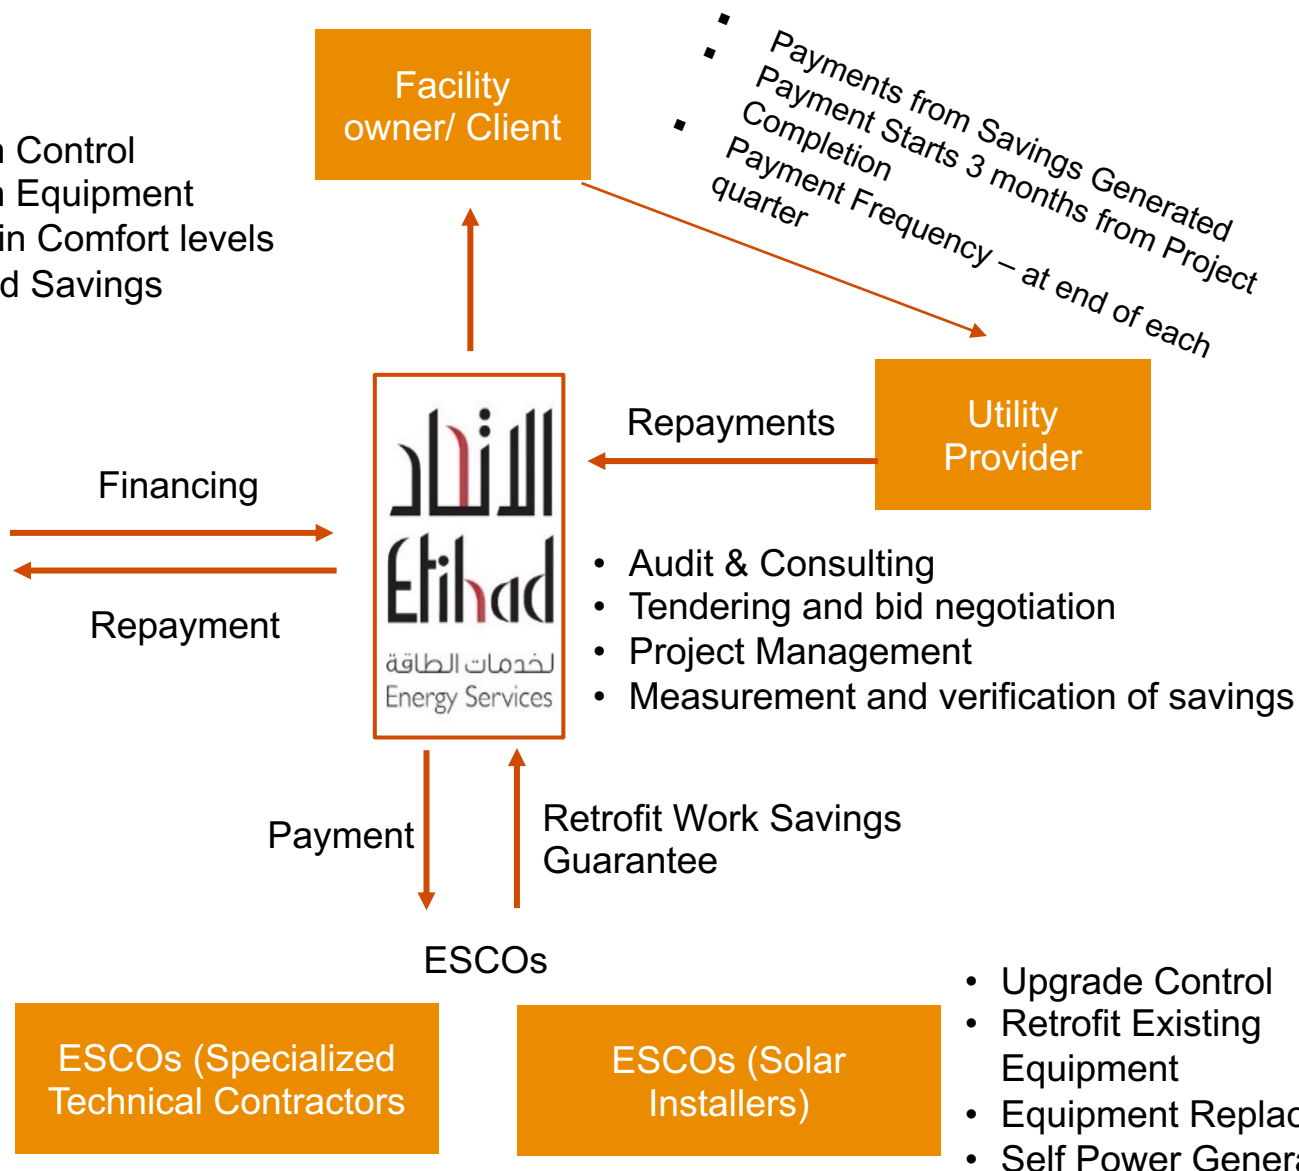 Facility
owner/ Client
Payments from Savings Generated
Payment Starts 3 months from Project
Completion
Payment Frequency – at end of each
quarter
Control
Equipment
in Comfort levels
Savings
Utility
Provider
Repayments
Financing
Repayment
الاتحاد
Etihad
لخدمات الطاقة
Energy Services
• Audit & Consulting
• Tendering and bid negotiation
• Project Management
• Measurement and verification of savings
Payment
Retrofit Work Savings
Guarantee
ESCOs
ESCOs (Specialized
Technical Contractors
ESCOs (Solar
Installers)
• Upgrade Control
• Retrofit Existing
Equipment
• Equipment
• Self Power